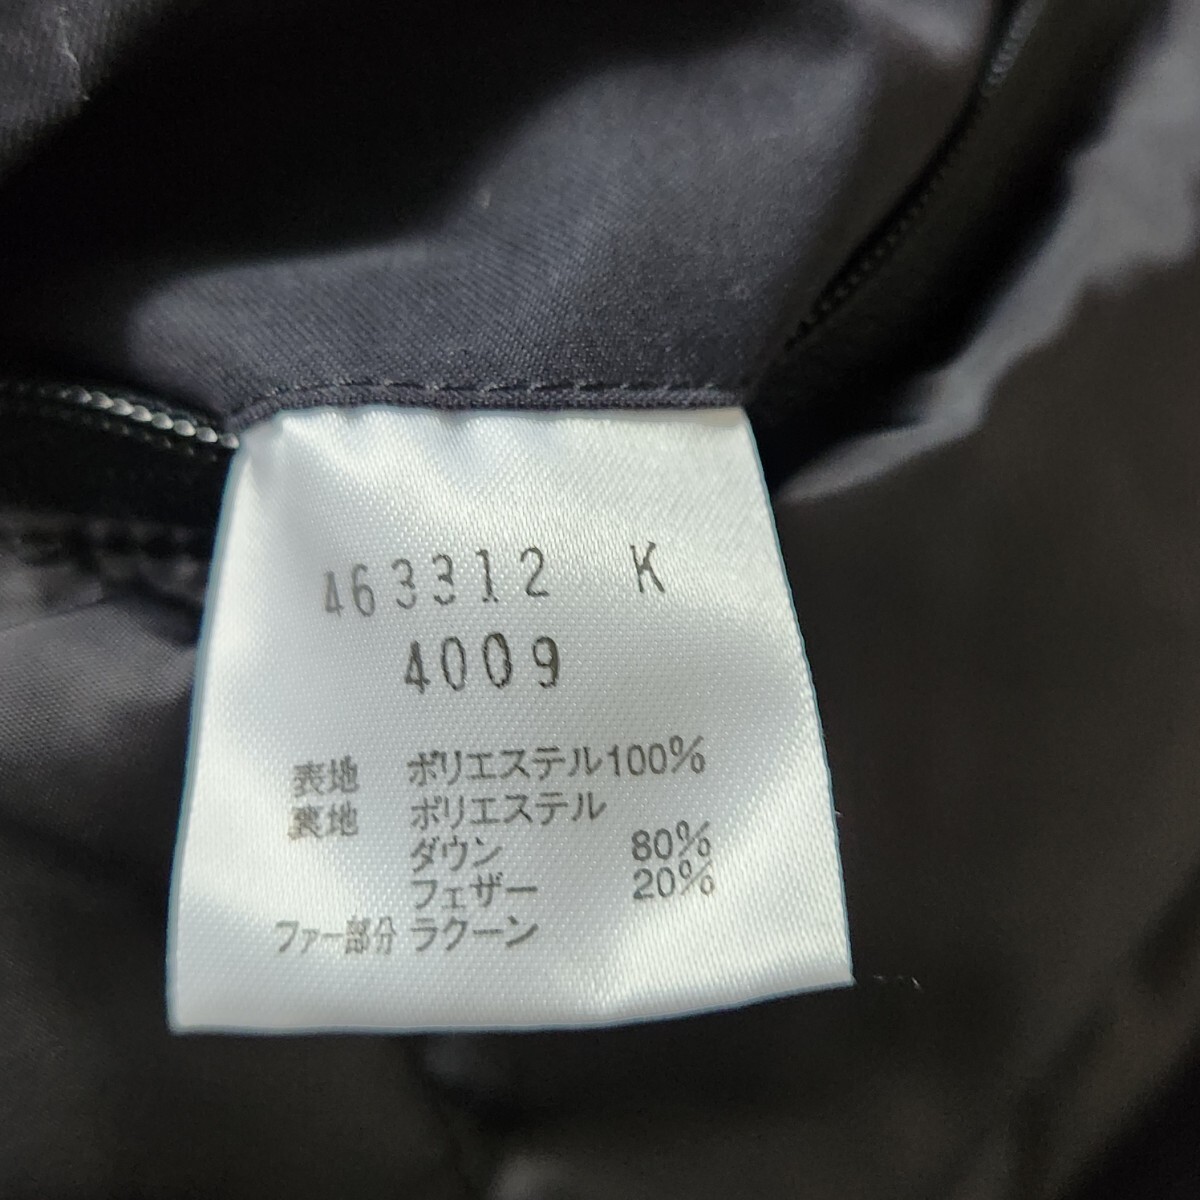 463312 K
4009
表地 ポリエステル100%
裏地 ポリエステル
ダウン 80%
フェザー 20%
ファー部分 ラクーン